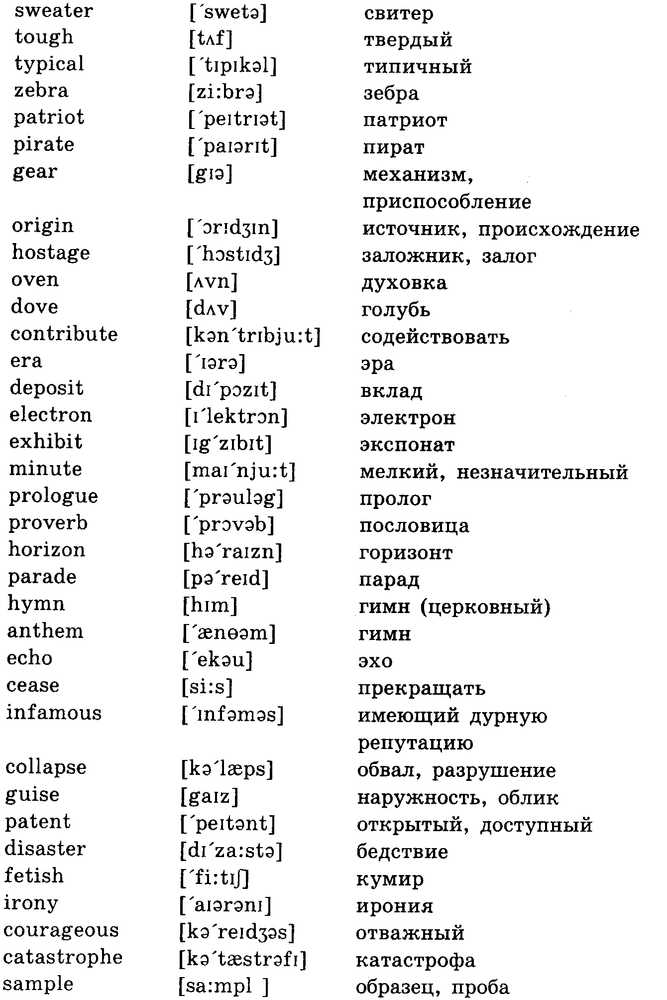 sweater [´swetə] свитер
tough [tʌf] твердый
typical [´tɪpɪkəl] типичный
zebra [zi:brə] зебра
patriot [´peɪtrɪət] патриот
pirate [´paɪərɪt] пират
gear [gɪə] механизм,
приспособление
origin [´ɔrɪdʒɪn] источник, происхождение
hostage [´hɔstɪdʒ] заложник, залог
oven [ʌvn] духовка
dove [dʌv] голубь
contribute [kən´trɪbju:t] содействовать
era [´ɪərə] эра
deposit [dɪ´pɔzɪt] вклад
electron [ɪ´lektrɔn] электрон
exhibit [ɪg´zɪbɪt] экспонат
minute [maɪ´nju:t] мелкий, незначительный
prologue [´prəuləg] пролог
proverb [´prɔvəb] пословица
horizon [hə´raɪzn] горизонт
parade [pə´reɪd] парад
hymn [hɪm] гимн (церковный)
anthem [´ænθəm] гимн
echo [´ekəu] эхо
cease [si:s] прекращать
infamous [´ɪnfəməs] имеющий дурную
репутацию
collapse [kə´læps] обвал, разрушение
guise [gaɪz] наружность, облик
patent [´peɪtənt] открытый, доступный
disaster [dɪ´za:stə] бедствие
fetish [´fi:tɪʃ] кумир
irony [´aɪərənɪ] ирония
courageous [kə´reɪdʒəs] отважный
catastrophe [kə´tæstrəfɪ] катастрофа
sample [sa:mpl ] образец, проба